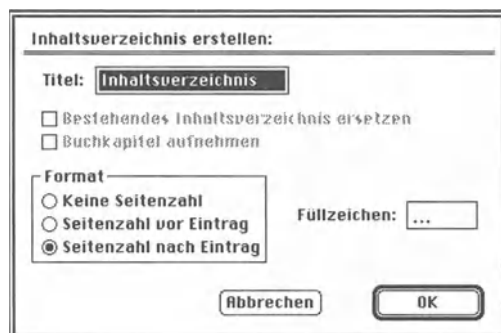 Inhaltsverzeichnis erstellen:
Titel: Inhaltsverzeichnis
Bestehendes Inhaltsverzeichnis ersetzen
Buchkapitel aufnehmen
Format
Keine Seitenzahl
Seitenzahl vor Eintrag
Seitenzahl nach Eintrag
Füllzeichen: ...
Abbrechen OK